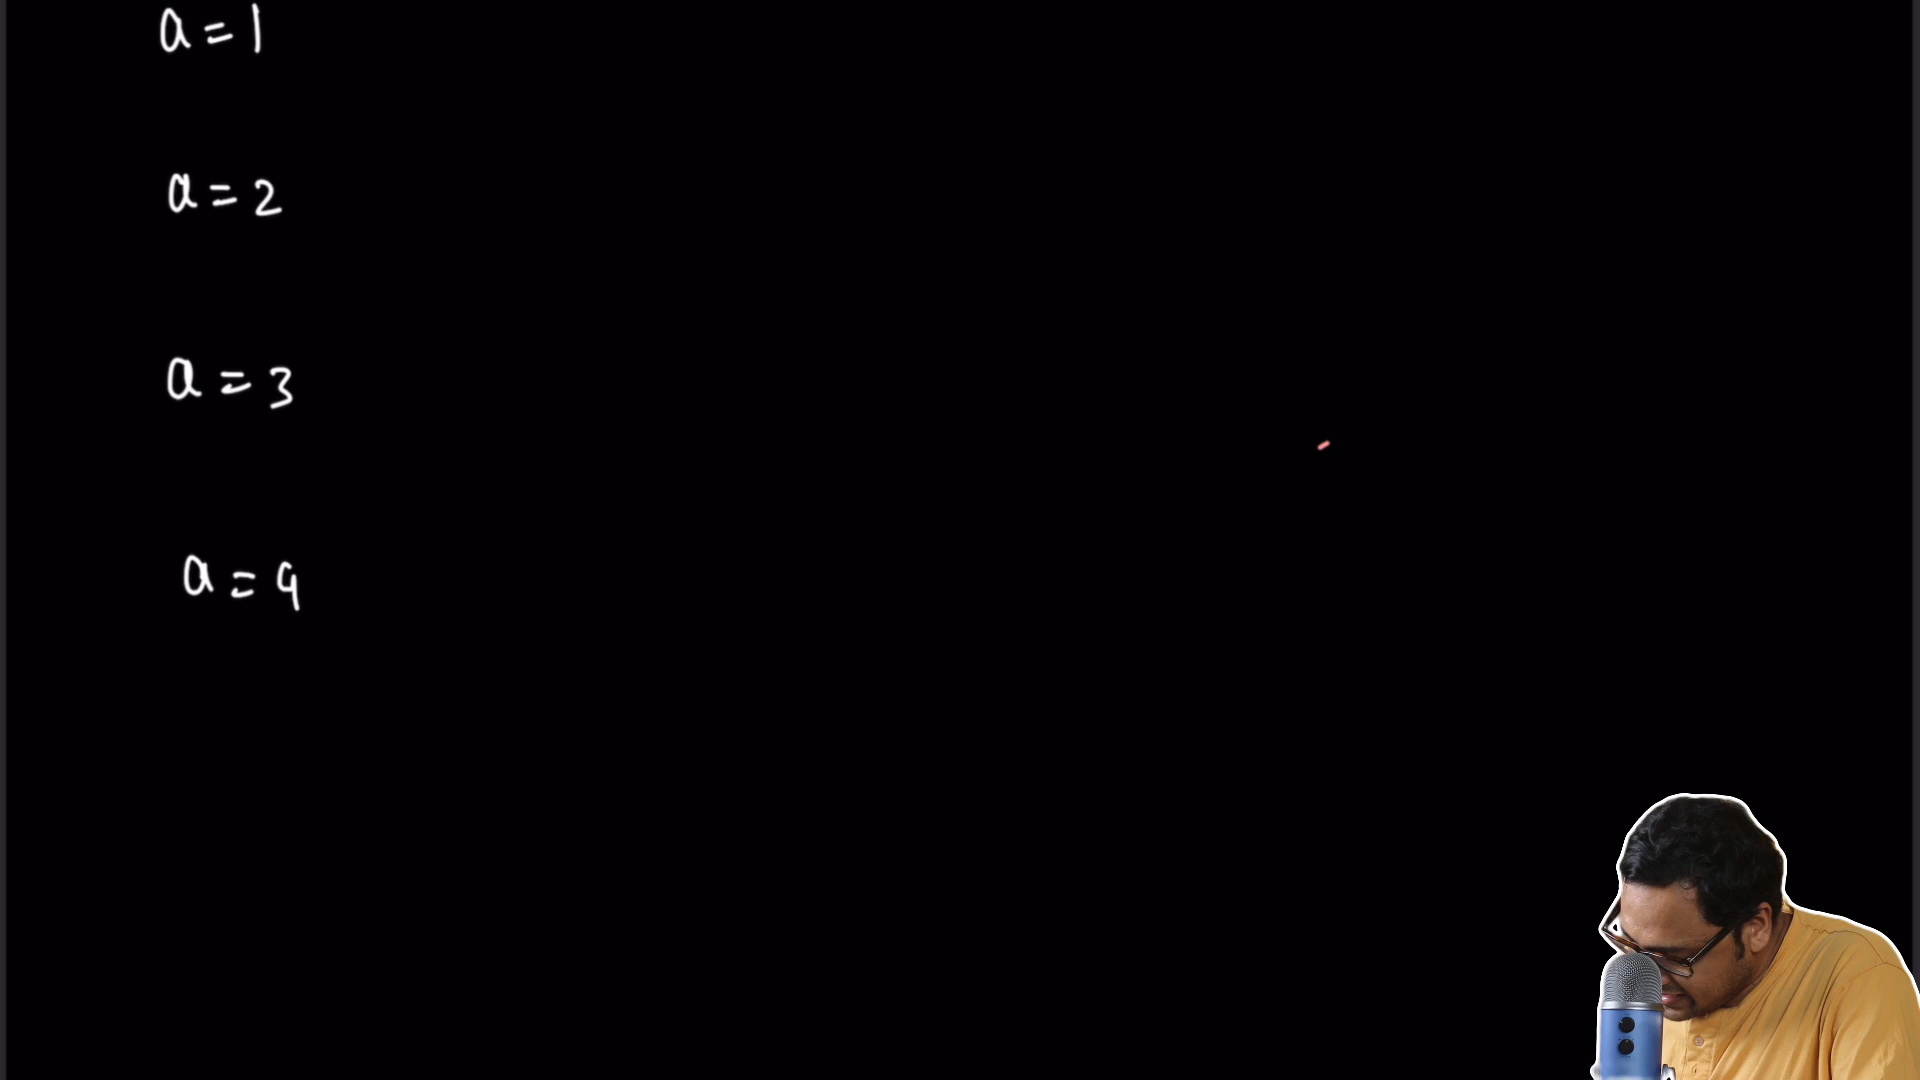 a = 1
a = 2
a = 3
a = 4